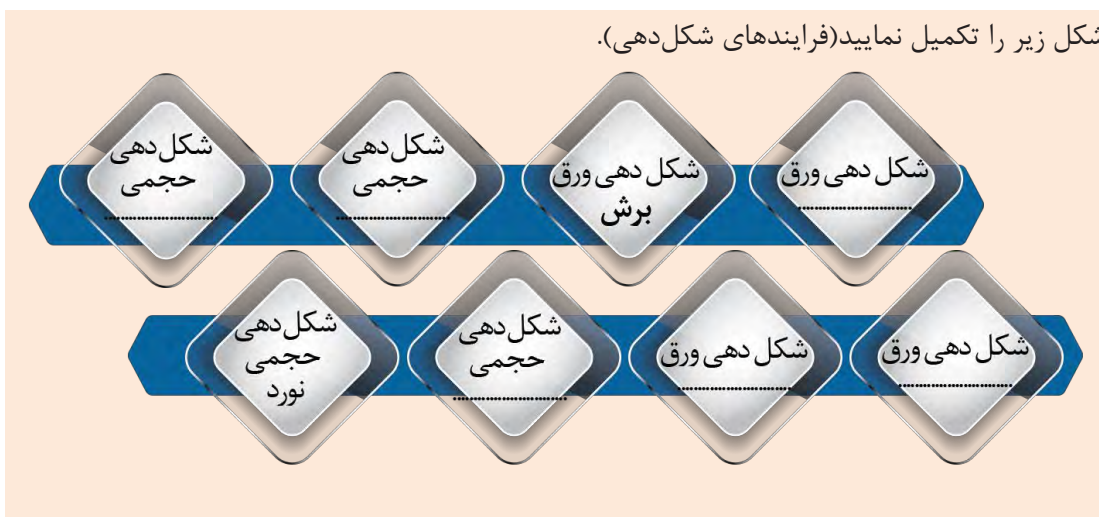 شکل زیر را تکمیل نمایید(فرایندهای شکل‌دهی).
شکل دهی ورق
......................
شکل دهی ورق
برش
شکل‌دهی
حجمی
......................
شکل‌دهی
حجمی
......................
شکل دهی ورق
......................
شکل دهی ورق
......................
شکل‌دهی
حجمی
......................
شکل‌دهی
حجمی
نورد